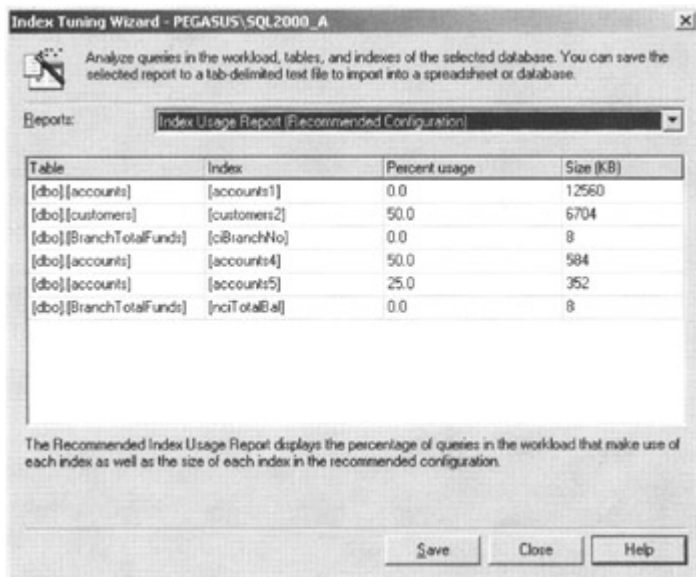 Index Tuning Wizard - PEGASUS\SQL2000_A
Analyze queries in the workload, tables, and indexes of the selected database. You can save the
selected report to a tab-delimited text file to import into a spreadsheet or database.
Reports: Index Usage Report (Recommended Configuration)
Table Index Percent usage Size (KB)
[dbo].[accounts] [accounts1] 0.0 12560
[dbo].[customers] [customers2] 50.0 6704
[dbo].[BranchTotalFunds] [ciBranchNo] 0.0 8
[dbo].[accounts] [accounts4] 50.0 584
[dbo].[accounts] [accounts5] 25.0 352
[dbo].[BranchTotalFunds] [nciTotalBal] 0.0 8
The Recommended Index Usage Report displays the percentage of queries in the workload that make use of
each index as well as the size of each index in the recommended configuration.
Save Close Help